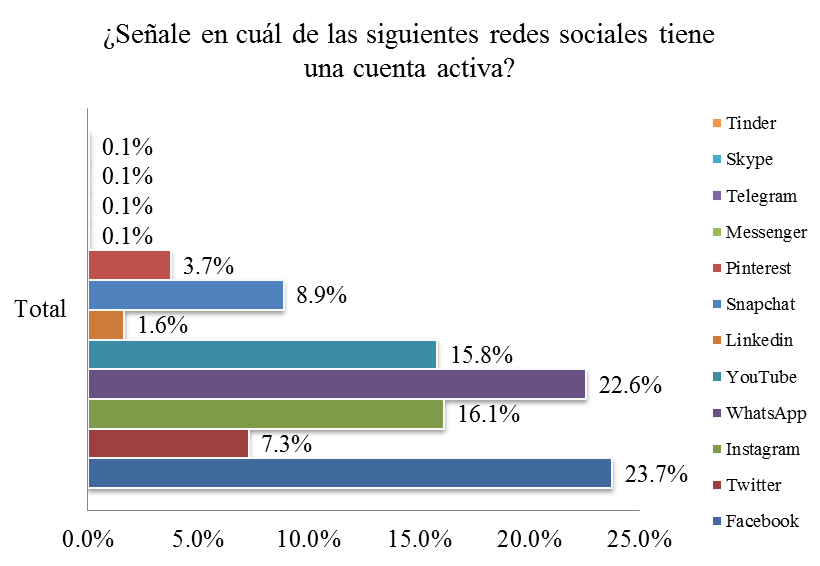 ¿Señale en cuál de las siguientes redes sociales tiene
una cuenta activa?
0.1%
0.1%
0.1%
0.1%
3.7%
8.9%
Total
1.6%
15.8%
22.6%
16.1%
7.3%
23.7%
0.0%
5.0%
10.0%
15.0%
20.0%
25.0%
Tinder
Skype
Telegram
Messenger
Pinterest
Snapchat
Linkedin
YouTube
WhatsApp
Instagram
Twitter
Facebook